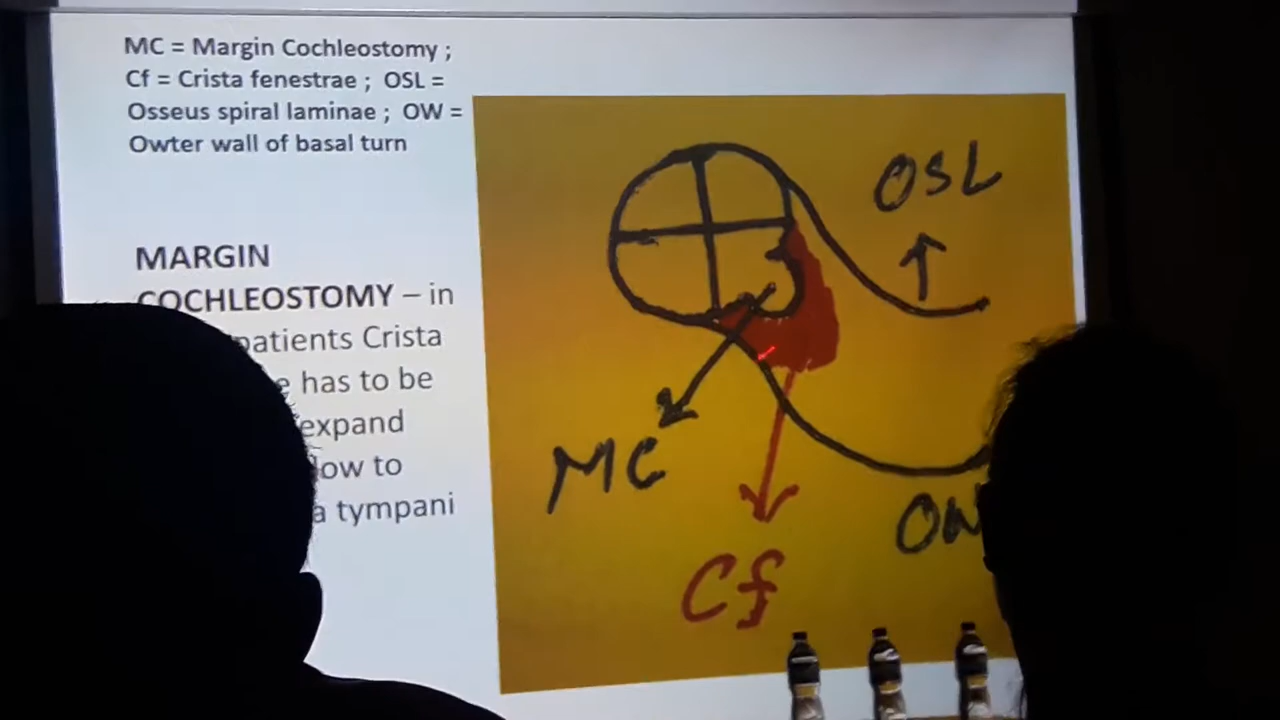 MC = Margin Cochleostomy ;
Cf = Crista fenestrae ; OSL =
Osseus spiral laminae ; OW =
Owter wall of basal turn
MARGIN
COCHLEOSTOMY – in
patients Crista
has to be
expand
to
tympani
OSL
MC
OW
Cf